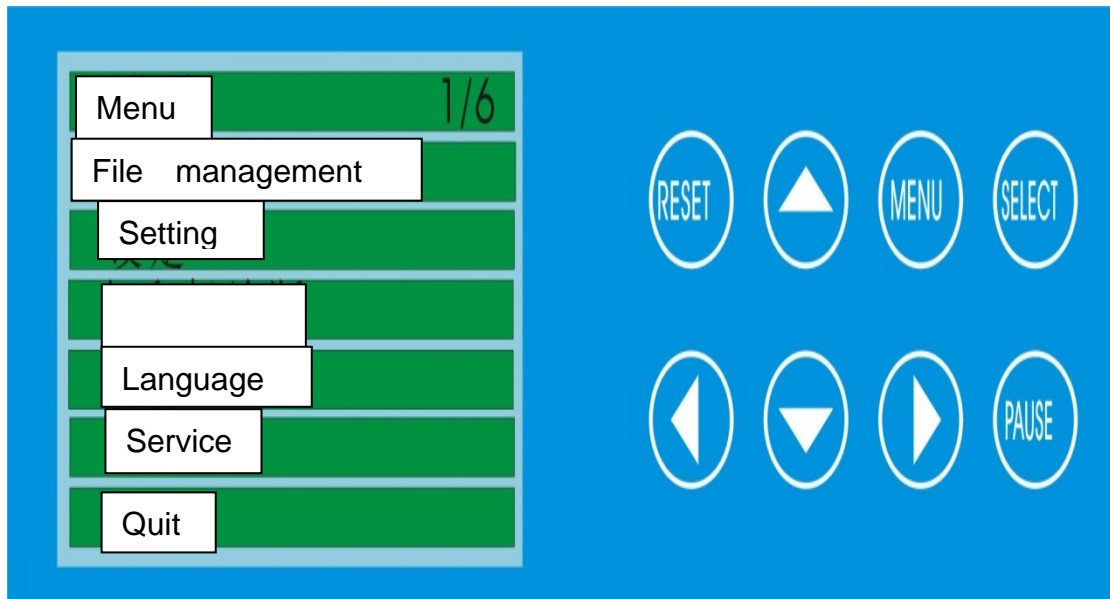 Menu 1/6
File management
Setting
Language
Service
Quit
RESET MENU SELECT
PAUSE